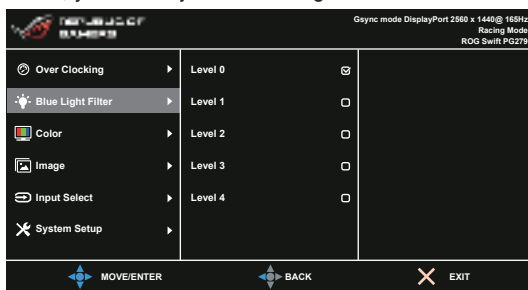 Gsync mode DisplayPort 2560 x 1440@ 165Hz
Racing Mode
ROG Swift PG279
Over Clocking
Level 0
Blue Light Filter
Level 1
Color
Level 2
Image
Level 3
Input Select
Level 4
System Setup
MOVE/ENTER
BACK
EXIT